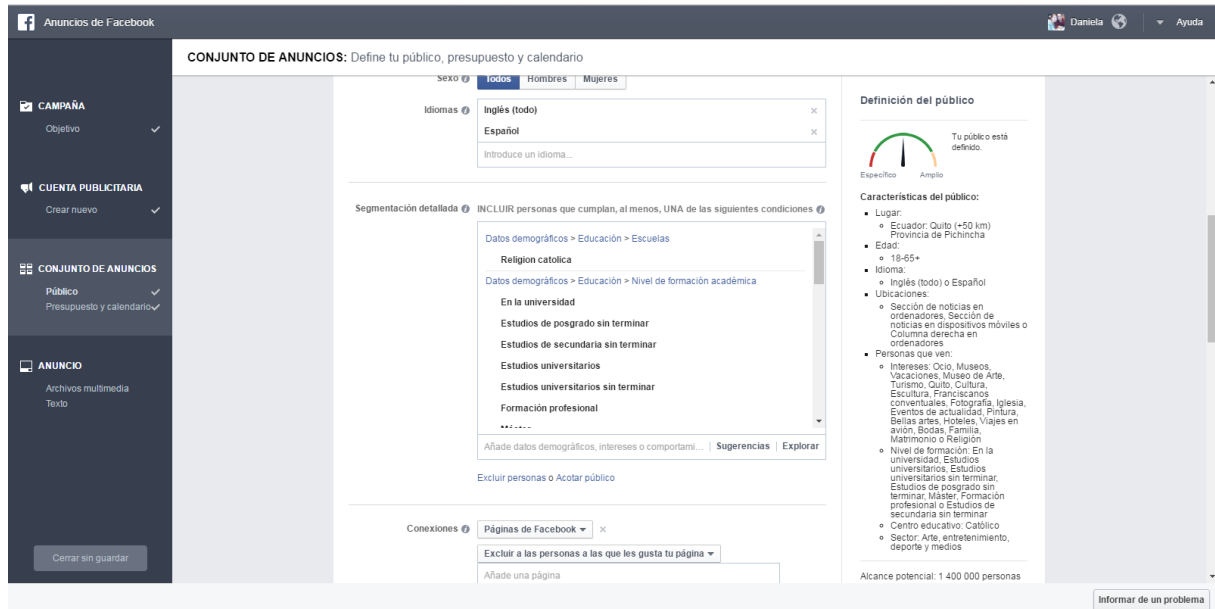 Anuncios de Facebook
Daniela
Ayuda
CONJUNTO DE ANUNCIOS: Define tu público, presupuesto y calendario
CAMPAÑA
Objetivo
CUENTA PUBLICITARIA
Crear nuevo
CONJUNTO DE ANUNCIOS
Público
Presupuesto y calendario
ANUNCIO
Archivos multimedia
Texto
Cerrar sin guardar
Sexo Todos Hombres Mujeres
Idiomas Inglés (todo)
Español
Introduce un idioma...
Segmentación detallada INCLUIR personas que cumplan, al menos, UNA de las siguientes condiciones
Datos demográficos > Educación > Escuelas
Religion catolica
Datos demográficos > Educación > Nivel de formación académica
En la universidad
Estudios de posgrado sin terminar
Estudios de secundaria sin terminar
Estudios universitarios
Estudios universitarios sin terminar
Formación profesional
Máster
Añade datos demográficos, intereses o comportami... | Sugerencias | Explorar
Excluir personas o Acotar público
Conexiones Páginas de Facebook
Excluir a las personas a las que les gusta tu página
Añade una página
Definición del público
Tu público está
definido.
Específico Amplio
Características del público:
Lugar:
Ecuador: Quito (+50 km)
Provincia de Pichincha
Edad:
18-65+
Idioma:
Inglés (todo) o Español
Ubicaciones:
Sección de noticias en
ordenadores, Sección de
noticias en dispositivos móviles o
Columna derecha en
ordenadores
Personas que ven:
Intereses: Ocio, Museos,
Vacaciones, Museo de Arte,
Turismo, Quito, Cultura,
Escultura, Franciscanos
conventuales, Fotografía, Iglesia,
Eventos de actualidad, Pintura,
Bellas artes, Hoteles, Viajes en
avión, Bodas, Familia,
Matrimonio o Religión
Nivel de formación: En la
universidad, Estudios
universitarios, Estudios
universitarios sin terminar,
Estudios de posgrado sin
terminar, Máster, Formación
profesional o Estudios de
secundaria sin terminar
Centro educativo: Católico
Sector: Arte, entretenimiento,
deporte y medios
Alcance potencial: 1 400 000 personas
Informar de un problema